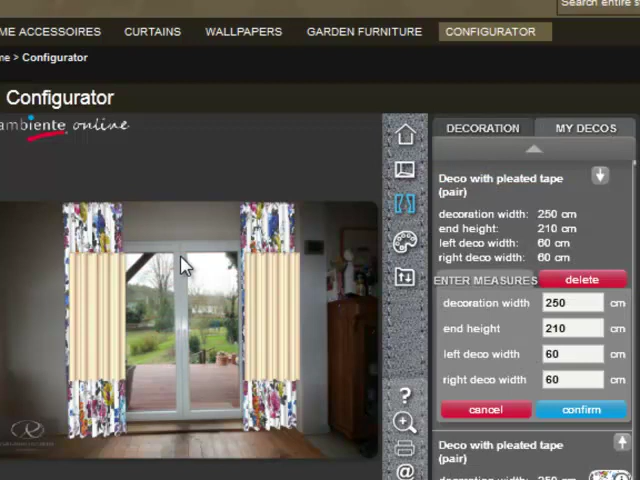 Search entire s
ME ACCESSOIRES
CURTAINS
WALLPAPERS
GARDEN FURNITURE
CONFIGURATOR
me > Configurator
Configurator
ambiente online
DECORATION
MY DECOS
Deco with pleated tape
(pair)
decoration width: 250 cm
end height: 210 cm
left deco width: 60 cm
right deco width: 60 cm
ENTER MEASURES
delete
decoration width 250 cm
end height 210 cm
left deco width 60 cm
right deco width 60 cm
cancel
confirm
?
@
Deco with pleated tape
(pair)